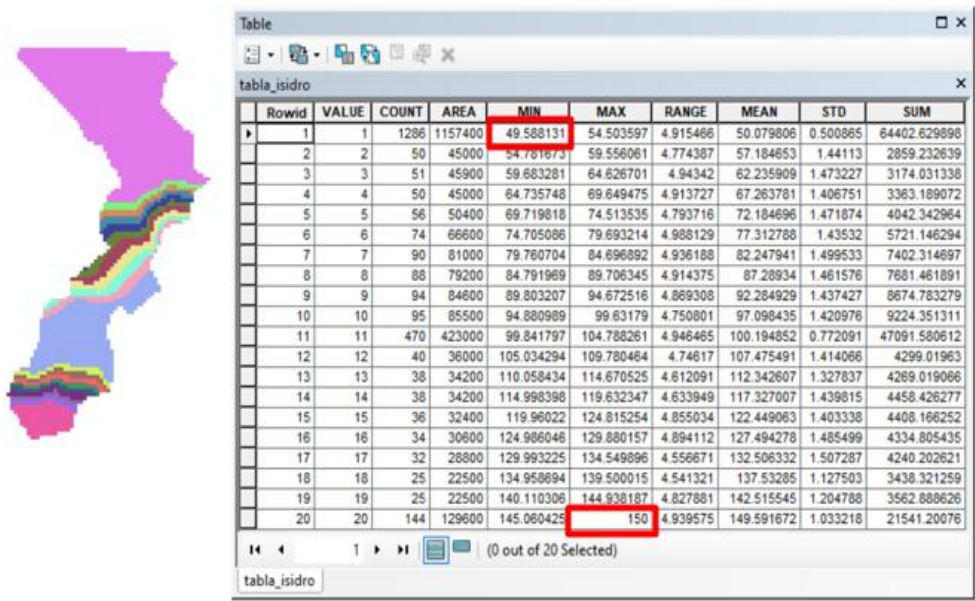 Table
tabla_isidro
Rowid VALUE COUNT AREA MIN MAX RANGE MEAN STD SUM
1 1 1286 1157400 49.588131 54.503597 4.915466 50.079806 0.500865 64402.629898
2 2 50 45000 54.781673 59.556061 4.774387 57.184653 1.44113 2859.232639
3 3 51 45900 59.683281 64.626701 4.94342 62.235909 1.473227 3174.031338
4 4 50 45000 64.735748 69.649475 4.913727 67.263781 1.406751 3363.189072
5 5 56 50400 69.719818 74.513535 4.793716 72.184696 1.471874 4042.342964
6 6 74 66600 74.705086 79.693214 4.988129 77.312788 1.43532 5721.146294
7 7 90 81000 79.760704 84.696892 4.936188 82.247941 1.499533 7402.314697
8 8 88 79200 84.791969 89.706345 4.914375 87.28934 1.461576 7681.461891
9 9 94 84600 89.803207 94.672516 4.869308 92.284929 1.437427 8674.783279
10 10 95 85500 94.880989 99.63179 4.750801 97.098435 1.420976 9224.351311
11 11 470 423000 99.841797 104.788261 4.946465 100.194852 0.772091 47091.580612
12 12 40 36000 105.034294 109.780464 4.74617 107.475491 1.414066 4299.01963
13 13 38 34200 110.058434 114.670525 4.612091 112.342607 1.327837 4269.019066
14 14 38 34200 114.998398 119.632347 4.633949 117.327007 1.439815 4458.426277
15 15 36 32400 119.96022 124.815254 4.855034 122.449063 1.403338 4408.166252
16 16 34 30600 124.986046 129.880157 4.894112 127.494278 1.485499 4334.805435
17 17 32 28800 129.993225 134.549896 4.556671 132.506332 1.507287 4240.202621
18 18 25 22500 134.958694 139.500015 4.541321 137.53285 1.127503 3438.321259
19 19 25 22500 140.110306 144.938187 4.827881 142.515545 1.204788 3562.888626
20 20 144 129600 145.060425 150 4.939575 149.591672 1.033218 21541.20076
1 (0 out of 20 Selected)
tabla_isidro